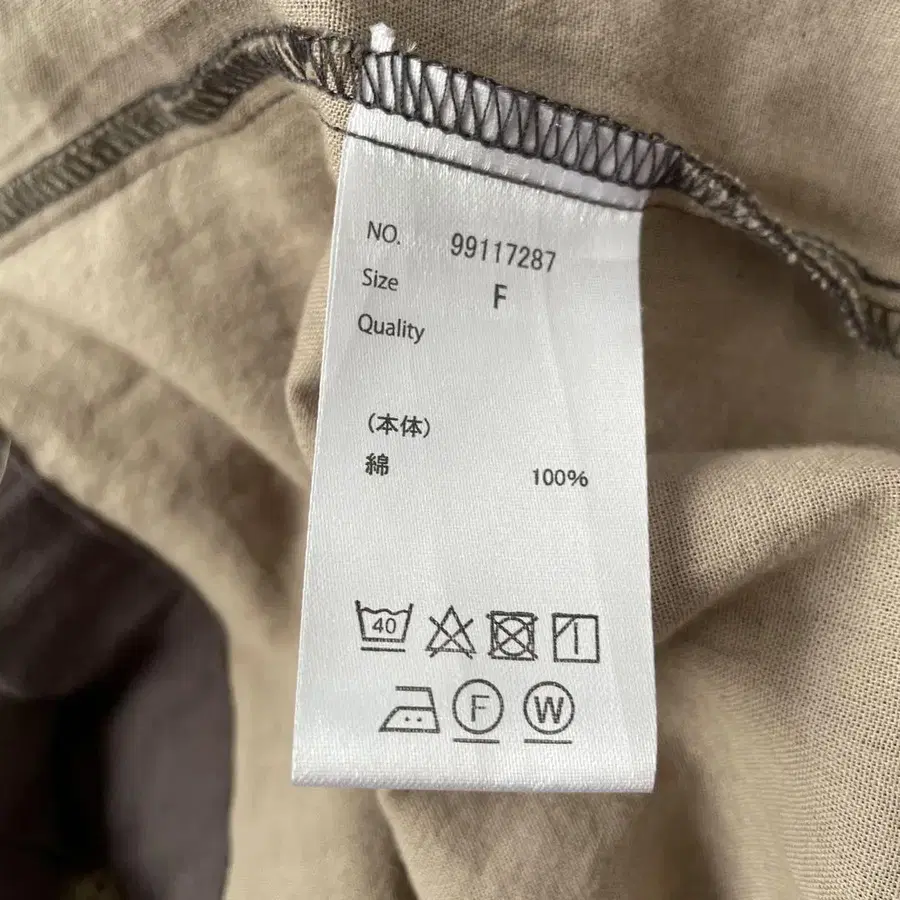 NO. 99117287
Size F
Quality
(本体)
綿 100%
40
F W